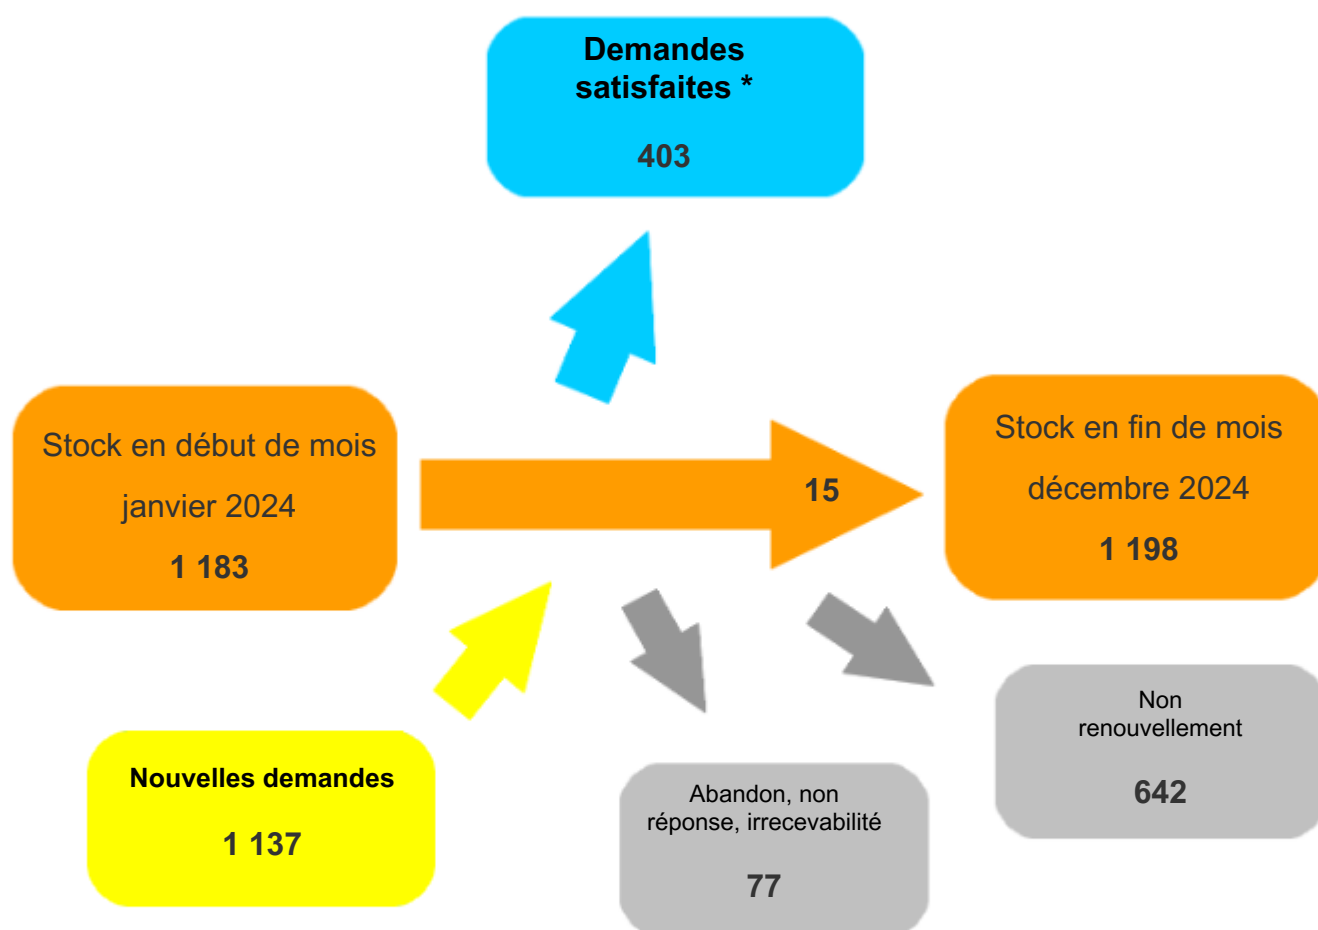 Demandes
satisfaites *
403
Stock en début de mois
janvier 2024
1 183
15
Stock en fin de mois
décembre 2024
1 198
Nouvelles demandes
1 137
Abandon, non
réponse, irrecevabilité
77
Non
renouvellement
642